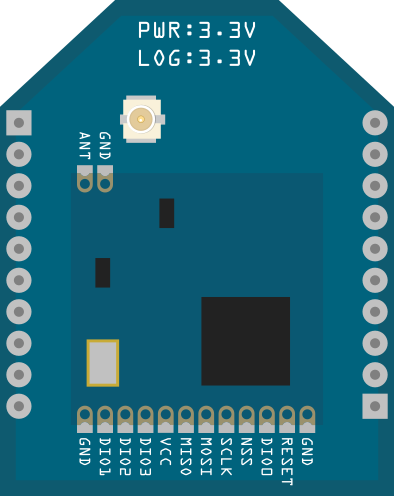 PWR:3.3V
LOG:3.3V
ANT
GND
GND
DIO1
DIO2
DIO3
VCC
MISO
MOSI
SCLK
NSS
DIO0
RESET
GND